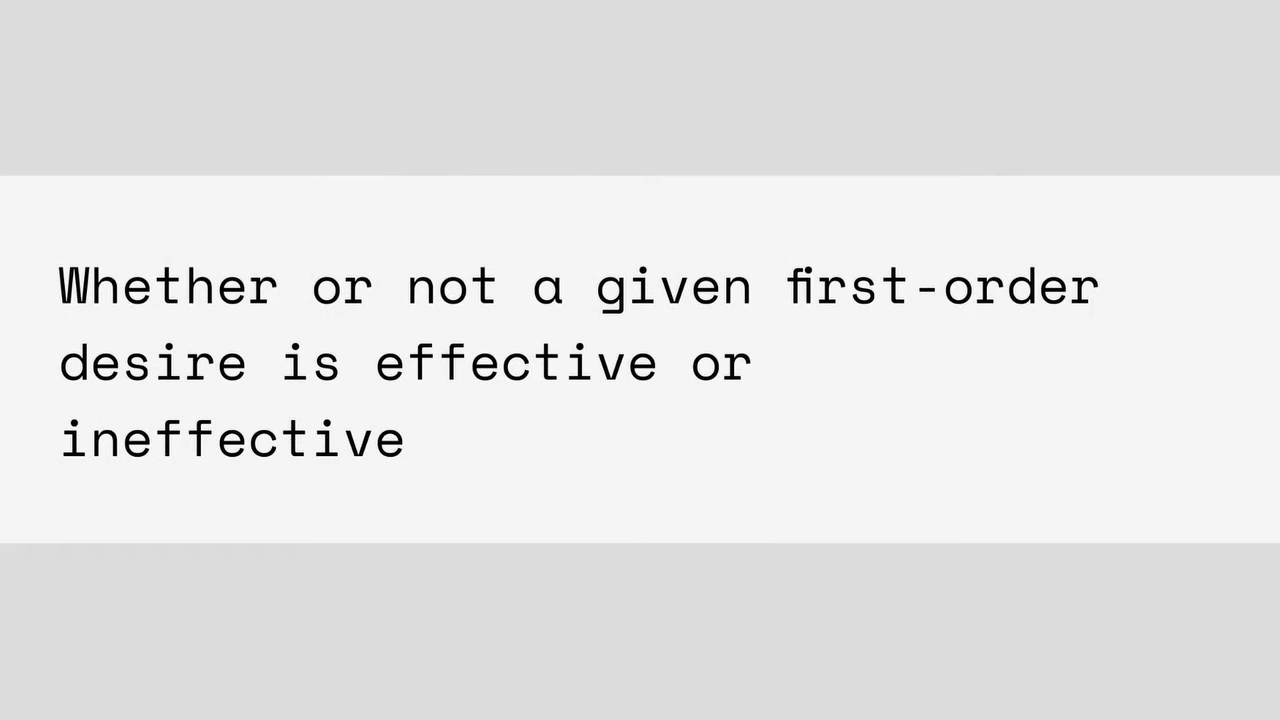 Whether or not a given first-order
desire is effective or
ineffective